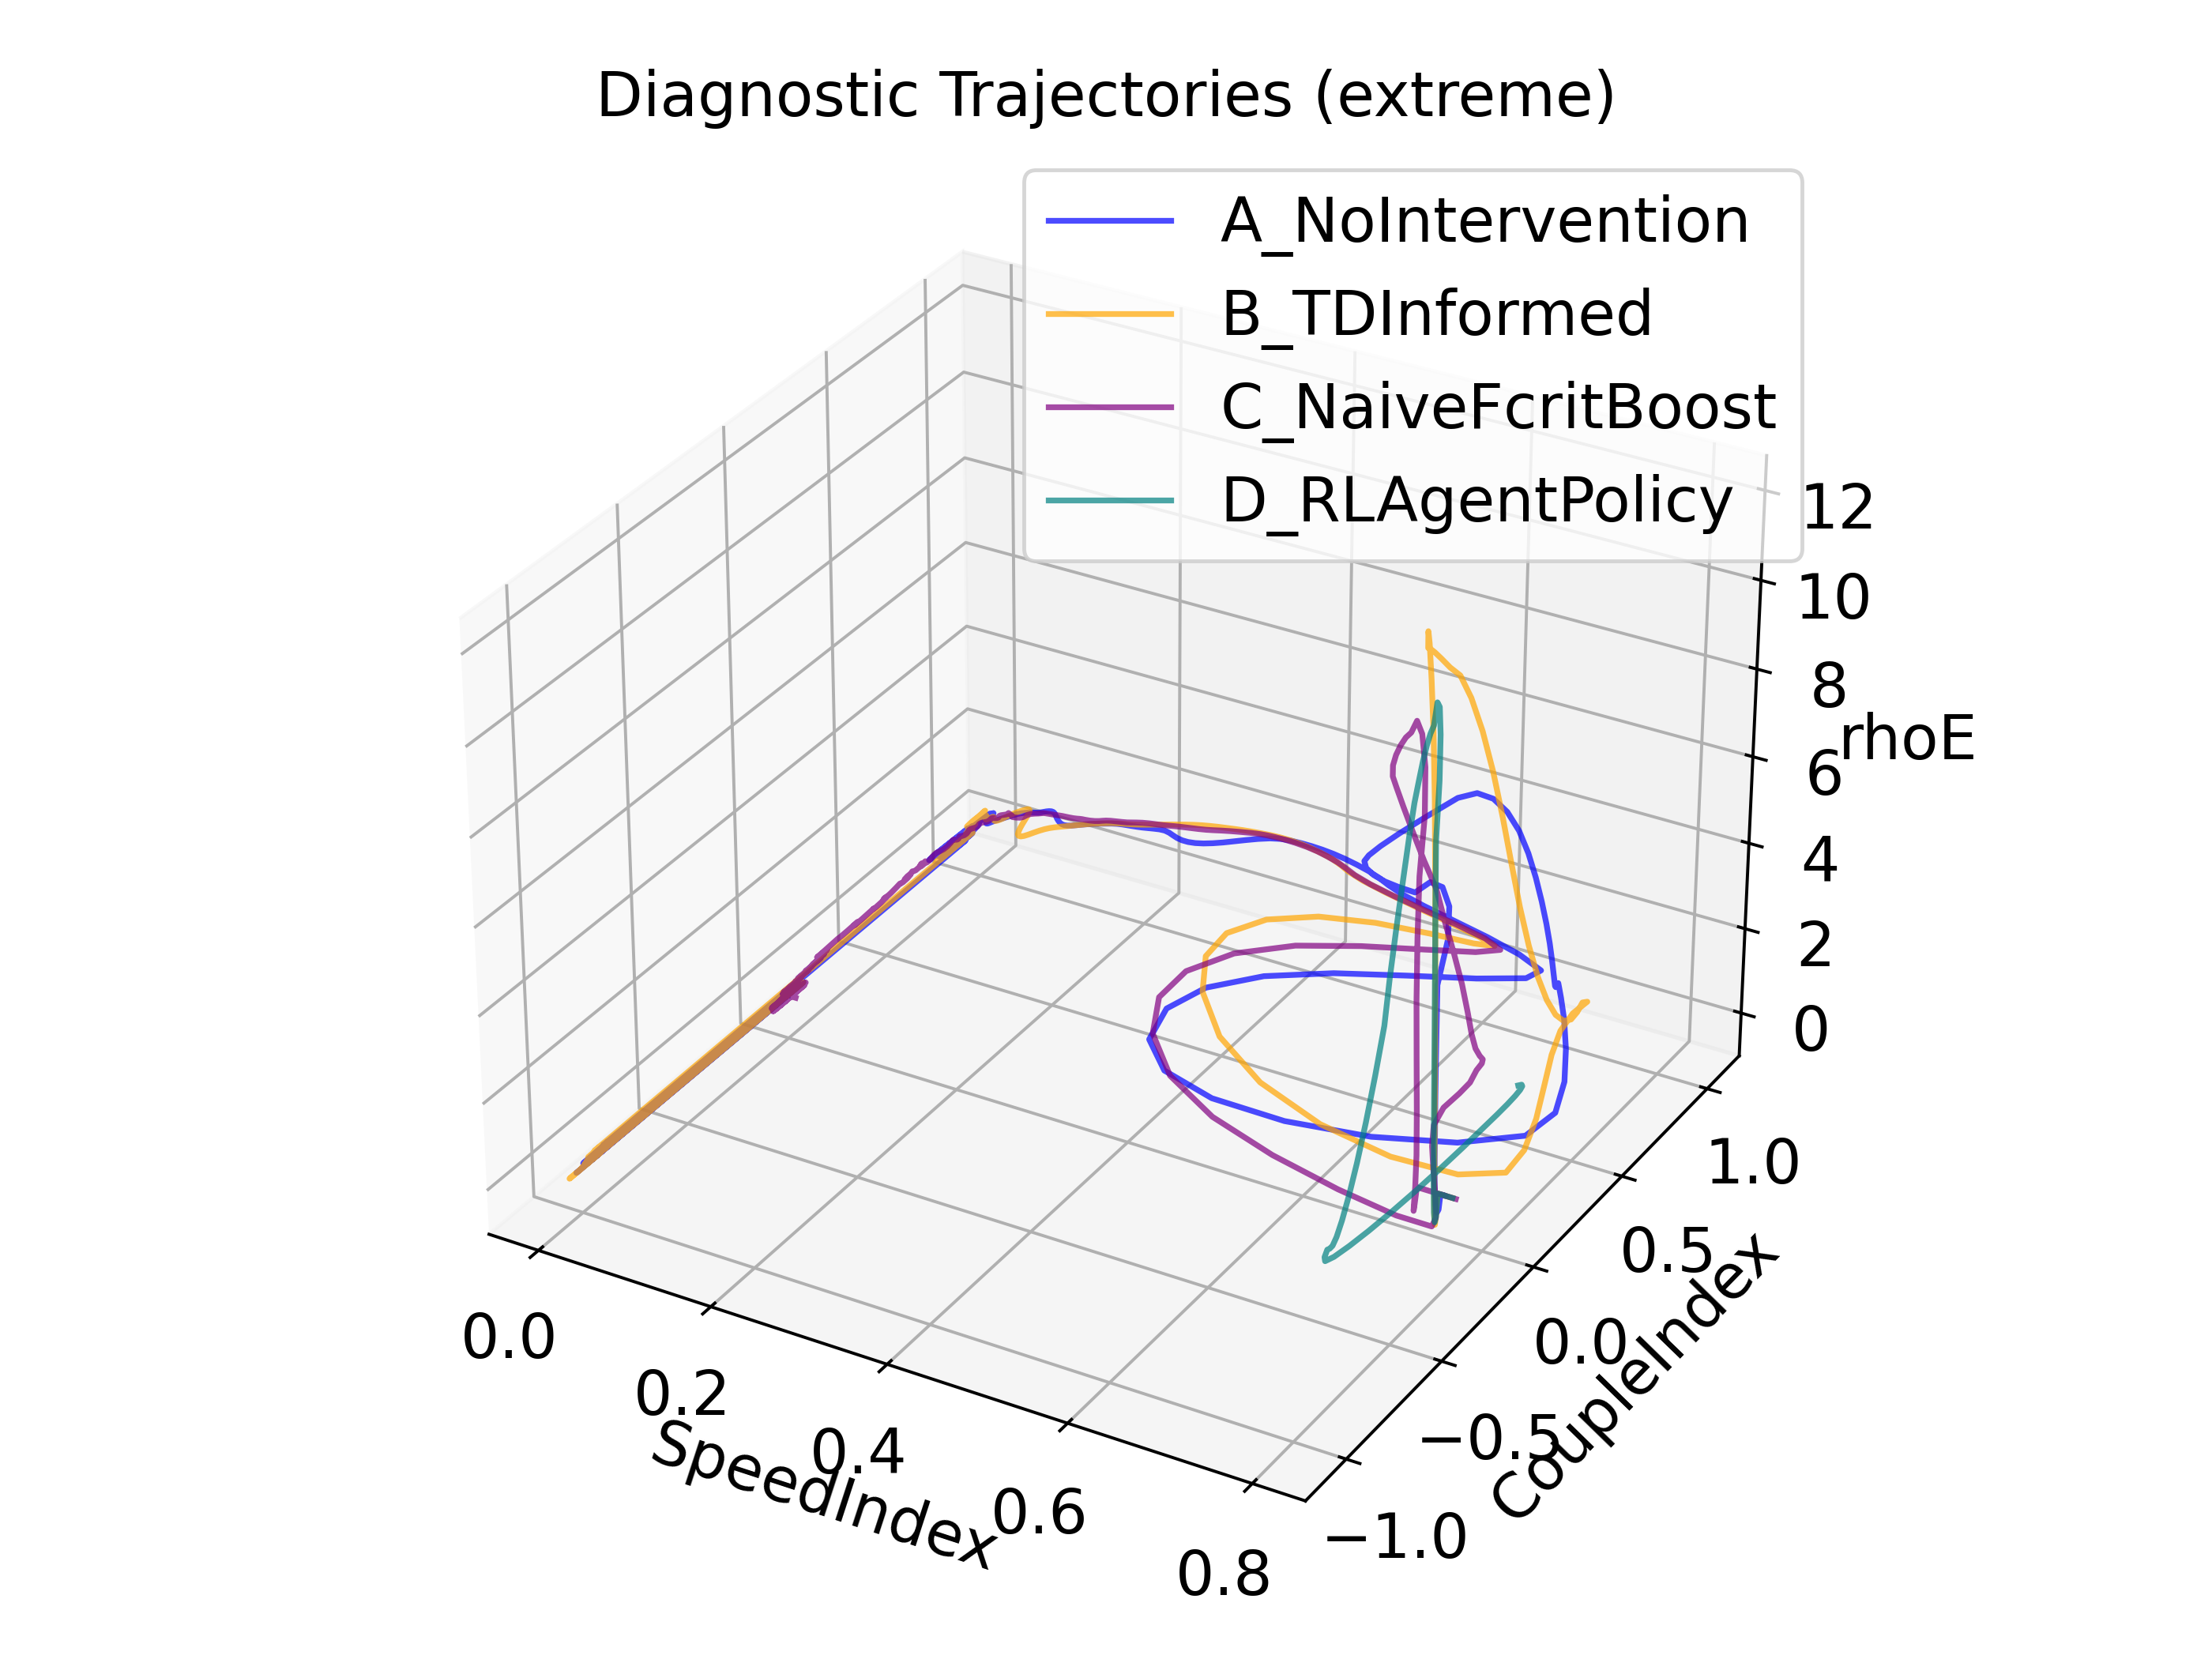 Diagnostic Trajectories (extreme)
A_NoIntervention
B_TDInformed
C_NaiveFcritBoost
D_RLAgentPolicy
12
10
8
6
4
2
0
rhoE
1.0
0.5
0.0
−0.5
−1.0
CoupleIndex
0.0
0.2
0.4
0.6
0.8
SpeedIndex